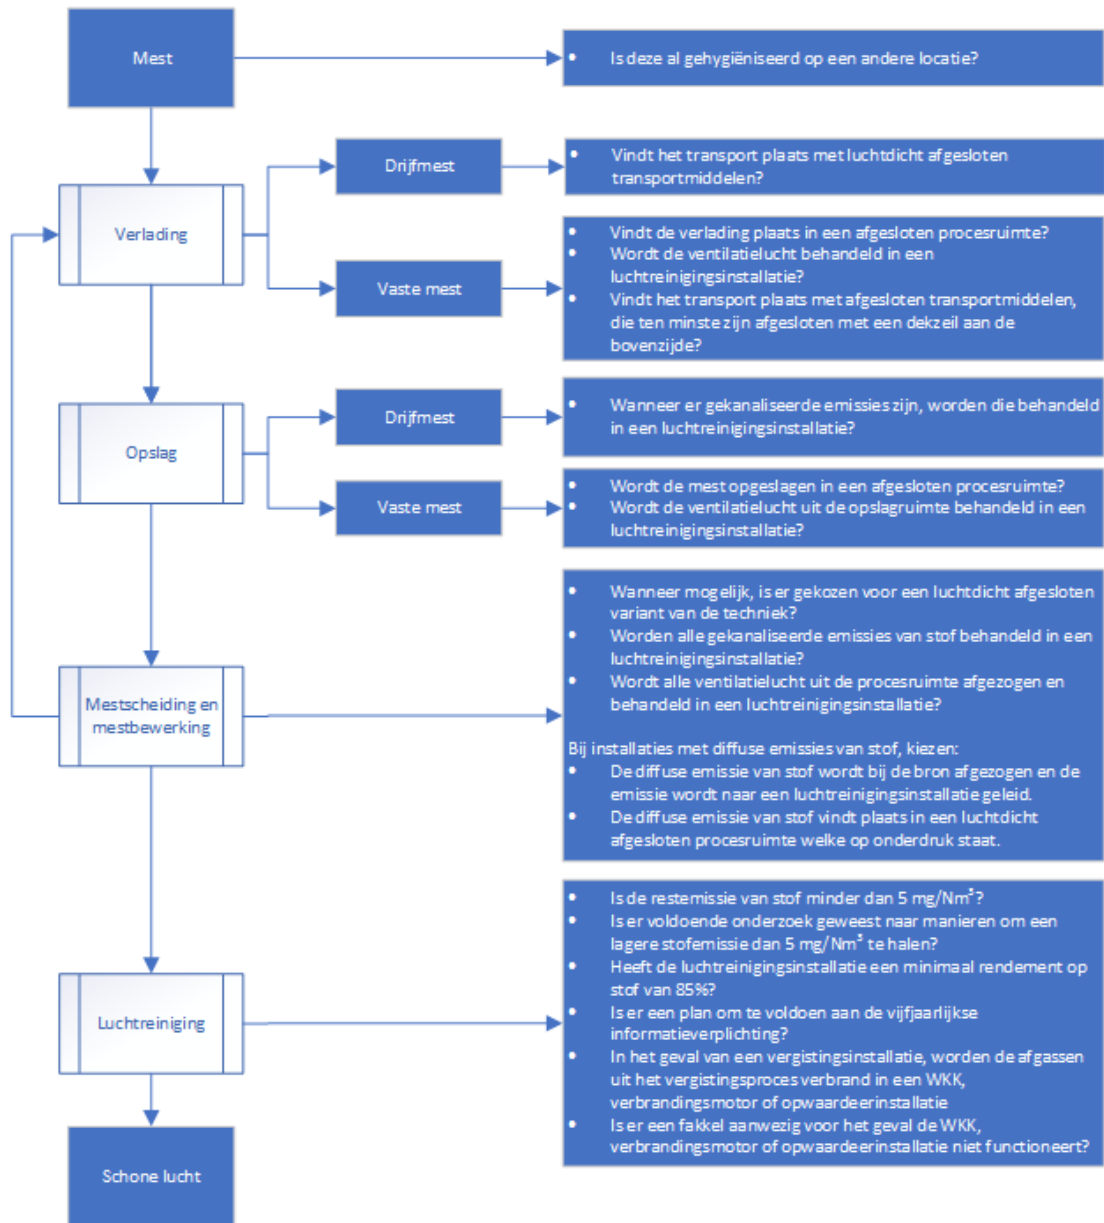 Mest
• Is deze al gehygiëniseerd op een andere locatie?
Verlading
Drijfmest
• Vindt het transport plaats met luchtdicht afgesloten
transportmiddelen?
Vaste mest
• Vindt de verlading plaats in een afgesloten procesruimte?
• Wordt de ventilatielucht behandeld in een
luchtreinigingsinstallatie?
• Vindt het transport plaats met afgesloten transportmiddelen,
die ten minste zijn afgesloten met een dekzeil aan de
bovenzijde?
Opslag
Drijfmest
• Wanneer er gekanaliseerde emissies zijn, worden die behandeld
in een luchtreinigingsinstallatie?
Vaste mest
• Wordt de mest opgeslagen in een afgesloten procesruimte?
• Wordt de ventilatielucht uit de opslagruimte behandeld in een
luchtreinigingsinstallatie?
Mestscheiding en
mestbewerking
• Wanneer mogelijk, is er gekozen voor een luchtdicht afgesloten
variant van de techniek?
• Worden alle gekanaliseerde emissies van stof behandeld in een
luchtreinigingsinstallatie?
• Wordt alle ventilatielucht uit de procesruimte afgezogen en
behandeld in een luchtreinigingsinstallatie?
Bij installaties met diffuse emissies van stof, kiezen:
• De diffuse emissie van stof wordt bij de bron afgezogen en de
emissie wordt naar een luchtreinigingsinstallatie geleid.
• De diffuse emissie van stof vindt plaats in een luchtdicht
afgesloten procesruimte welke op onderdruk staat.
Luchtreiniging
• Is de restemissie van stof minder dan 5 mg/Nm³?
• Is er voldoende onderzoek geweest naar manieren om een
lagere stofemissie dan 5 mg/Nm³ te halen?
• Heeft de luchtreinigingsinstallatie een minimaal rendement op
stof van 85%?
• Is er een plan om te voldoen aan de vijfjaarlijkse
informatieverplichting?
• In het geval van een vergistingsinstallatie, worden de afgassen
uit het vergistingsproces verbrand in een WKK,
verbrandingsmotor of opwaardeerinstallatie
• Is er een fakkel aanwezig voor het geval de WKK,
verbrandingsmotor of opwaardeerinstallatie niet functioneert?
Schone lucht